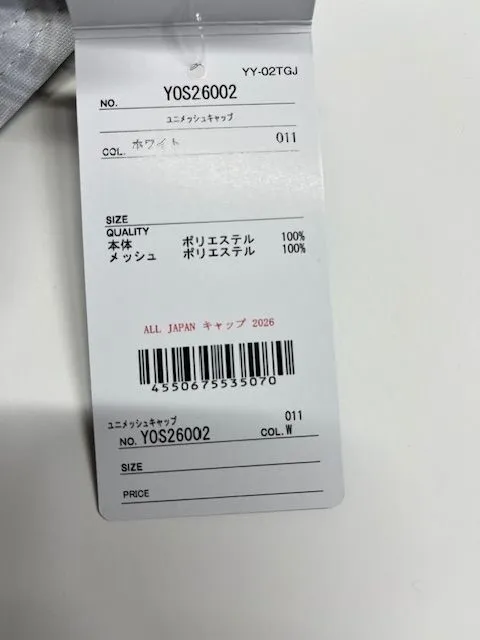 YY-02TGJ
NO. YOS26002
ユニメッシュキャップ
COL. ホワイト 011
SIZE
QUALITY
本体 ポリエステル 100%
メッシュ ポリエステル 100%
ALL JAPAN キャップ 2026
4550675535070
ユニメッシュキャップ 011
NO. YOS26002 COL. W
SIZE
PRICE